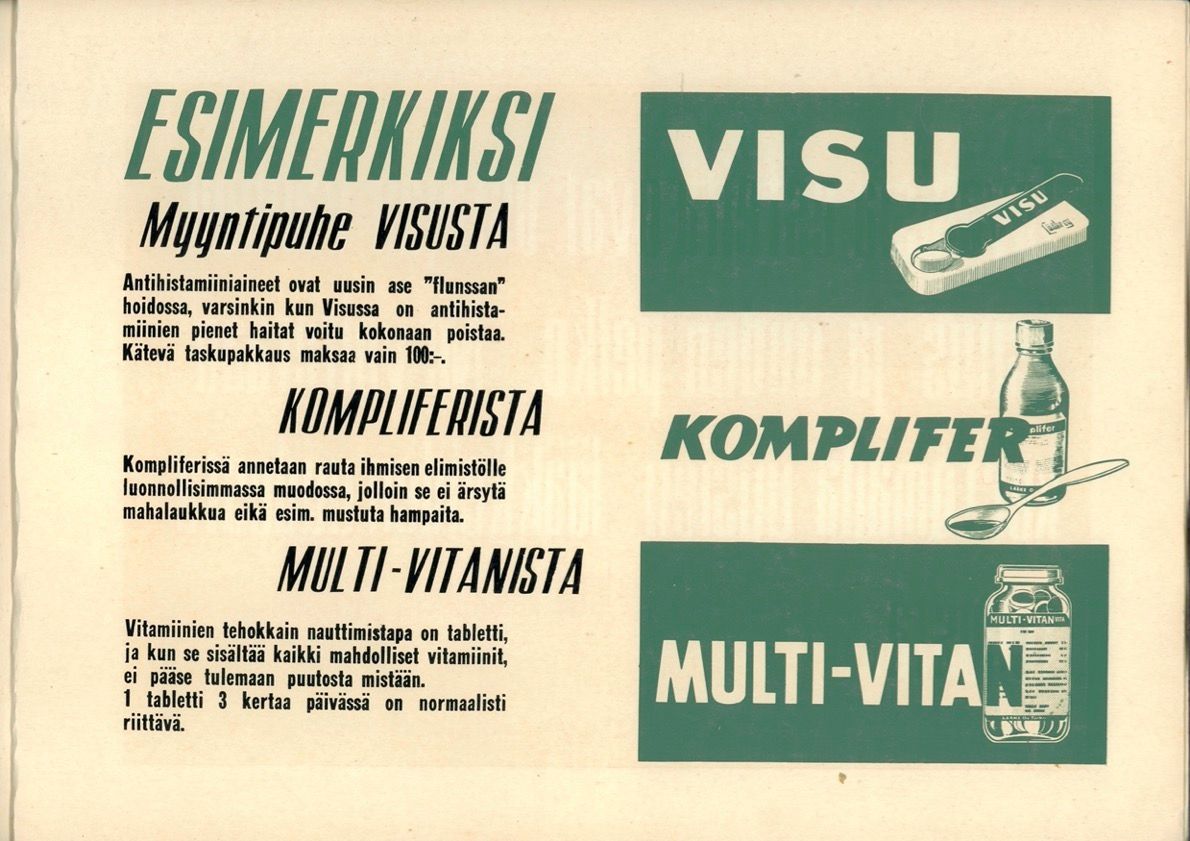 ESIMERKIKSI
Myyntipuhe VISUSTA
Antihistamiiniaineet ovat uusin ase "flunssan"
hoidossa, varsinkin kun Visussa on antihista-
miinien pienet haitat voitu kokonaan poistaa.
Kätevä taskupakkaus maksaa vain 100:-.
KOMPLIFERISTA
Kompliferissä annetaan rauta ihmisen elimistölle
luonnollisimmassa muodossa, jolloin se ei ärsytä
mahalaukkua eikä esim. mustuta hampaita.
MULTI-VITANISTA
Vitamiinien tehokkain nauttimistapa on tabletti,
ja kun se sisältää kaikki mahdolliset vitamiinit,
ei pääse tulemaan puutosta mistään.
1 tabletti 3 kertaa päivässä on normaalisti
riittävä.
VISU
VISU
KOMPLIFER
plifer
MULTI-VITAN
MULTI-VITAN